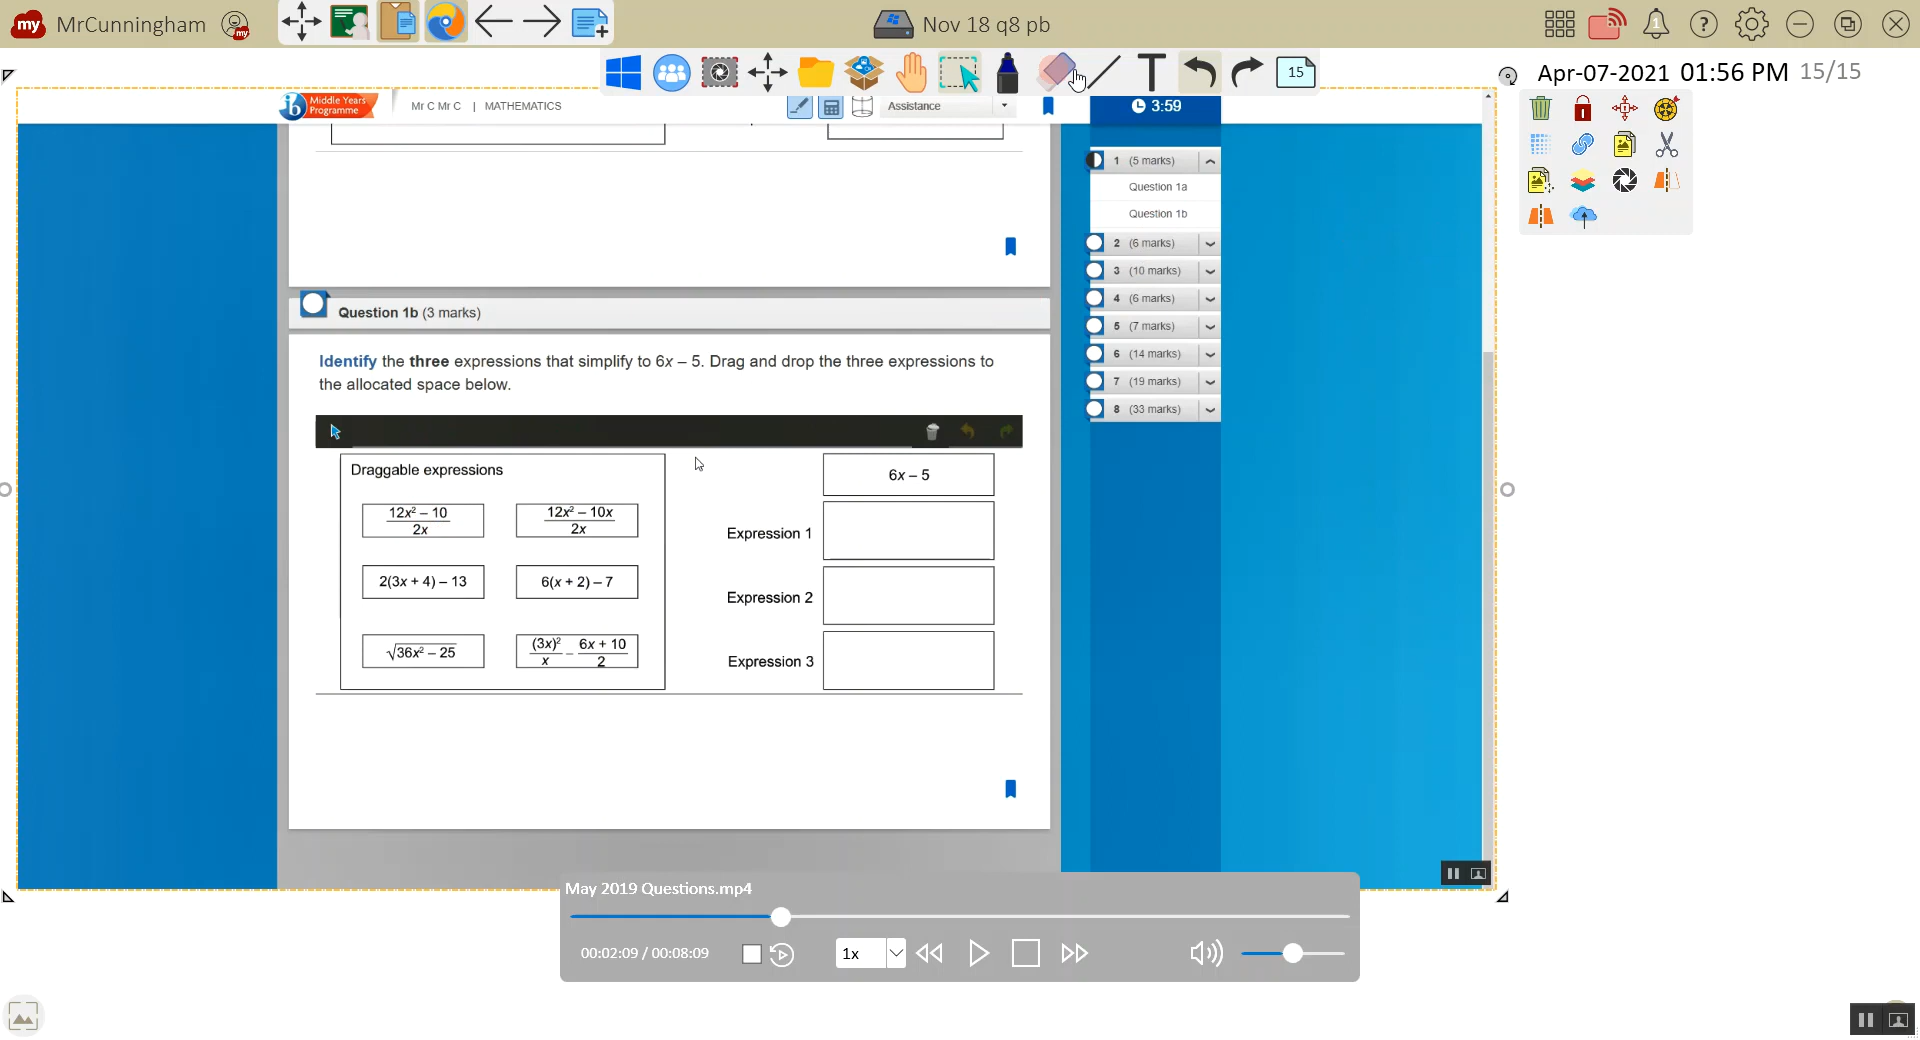 my MrCunningham
my
Nov 18 q8 pb
1
?
15
Apr-07-2021 01:56 PM 15/15
ib Middle Years Programme
Mr C Mr C | MATHEMATICS
Assistance
3:59
1 (5 marks)
Question 1a
Question 1b
2 (6 marks)
3 (10 marks)
4 (6 marks)
5 (7 marks)
6 (14 marks)
7 (19 marks)
8 (33 marks)
Question 1b (3 marks)
Identify the three expressions that simplify to 6x – 5. Drag and drop the three expressions to
the allocated space below.
Draggable expressions
12x² – 10
2x
12x² – 10x
2x
2(3x + 4) – 13
6(x + 2) – 7
√36x² – 25
(3x)²
x
–
6x + 10
2
6x – 5
Expression 1
Expression 2
Expression 3
May 2019 Questions.mp4
00:02:09 / 00:08:09
1x